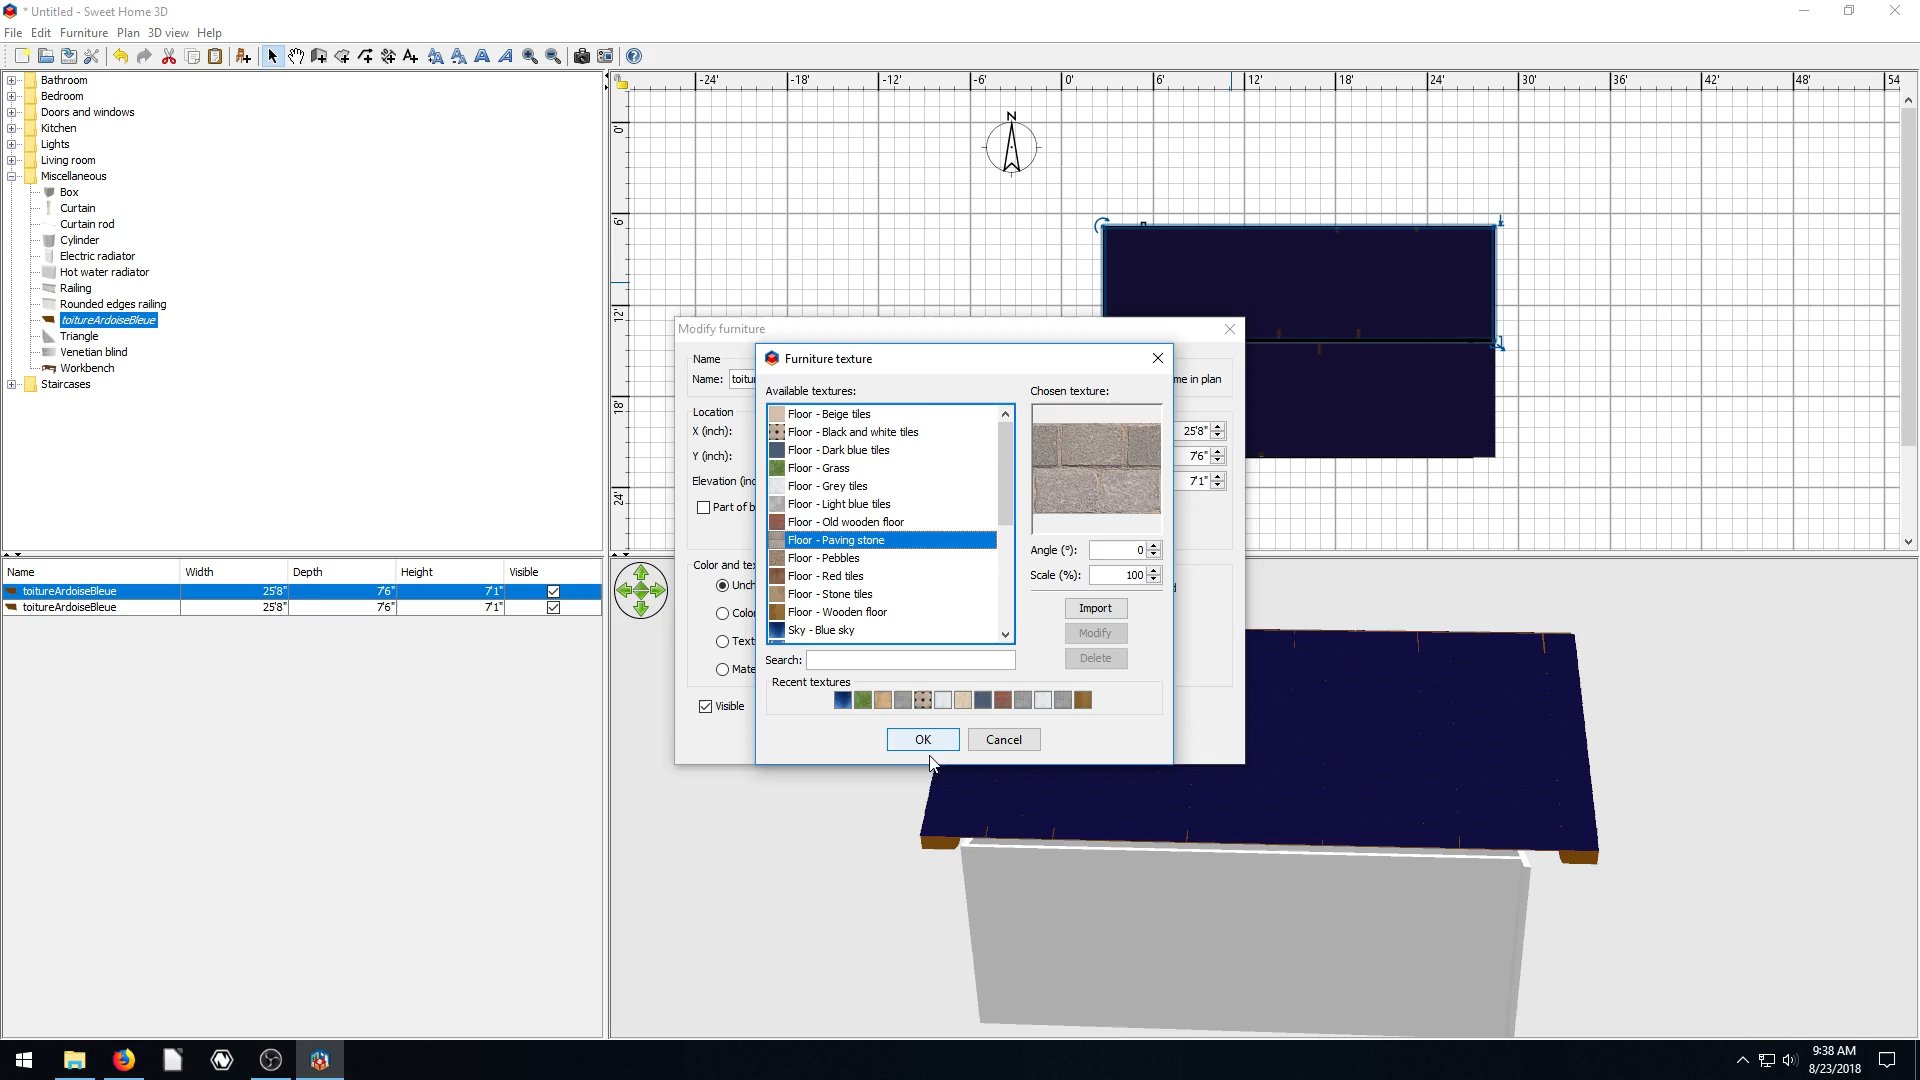 * Untitled - Sweet Home 3D
File Edit Furniture Plan 3D view Help
Bathroom
Bedroom
Doors and windows
Kitchen
Lights
Living room
Miscellaneous
Box
Curtain
Curtain rod
Cylinder
Electric radiator
Hot water radiator
Railing
Rounded edges railing
toitureArdoiseBleue
Triangle
Venetian blind
Workbench
Staircases
Name Width Depth Height Visible
toitureArdoiseBleue 25'8" 7'6" 7'1"
toitureArdoiseBleue 25'8" 7'6" 7'1"
-24' -18' -12' -6' 0' 6' 12' 18' 24' 30' 36' 42' 48' 54
0'
6'
12'
18'
24'
N
Modify furniture
Name
Name: me in plan
Location
X (inch): 25'8"
Y (inch): 7'6"
Elevation 7'1"
Part of
Color and
Visible
Furniture texture
Available textures:
Floor - Beige tiles
Floor - Black and white tiles
Floor - Dark blue tiles
Floor - Grass
Floor - Grey tiles
Floor - Light blue tiles
Floor - Old wooden floor
Floor - Paving stone
Floor - Pebbles
Floor - Red tiles
Floor - Stone tiles
Floor - Wooden floor
Sky - Blue sky
Search:
Chosen texture:
Angle (°): 0
Scale (%): 100
Import
Modify
Delete
Recent textures
OK Cancel
9:38 AM
8/23/2018